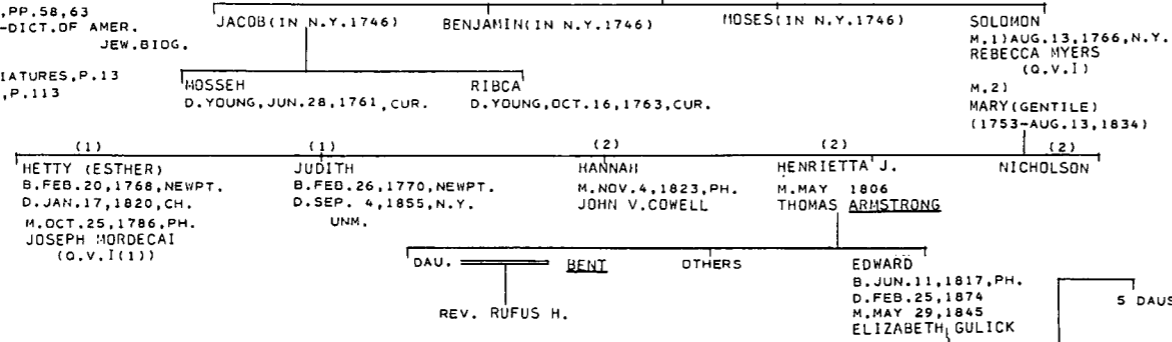 ,PP.58,63
-DICT.OF AMER.
JEW.BIOG.
IATURES,P.13
,P.113
JACOB(IN N.Y.1746)
BENJAMIN(IN N.Y.1746)
MOSES(IN N.Y.1746)
SOLOMON
M.1)AUG.13,1766,N.Y.
REBECCA MYERS
(Q.V.I)
M.2)
MARY(GENTILE)
(1753-AUG.13,1834)
MOSSEH
D.YOUNG,JUN.28,1761,CUR.
RIBCA
D.YOUNG,OCT.16,1763,CUR.
(1)
HETTY (ESTHER)
B.FEB.20,1768,NEWPT.
D.JAN.17,1820,CH.
M.OCT.25,1786,PH.
JOSEPH MORDECAI
(Q.V.I(1))
(1)
JUDITH
B.FEB.26,1770,NEWPT.
D.SEP. 4,1855,N.Y.
UNM.
(2)
HANNAH
M.NOV.4,1823,PH.
JOHN V.COWELL
(2)
HENRIETTA J.
M.MAY 1806
THOMAS ARMSTRONG
(2)
NICHOLSON
DAU.
BENT
REV. RUFUS H.
OTHERS
EDWARD
B.JUN.11,1817,PH.
D.FEB.25,1874
M.MAY 29,1845
ELIZABETH GULICK
5 DAUS